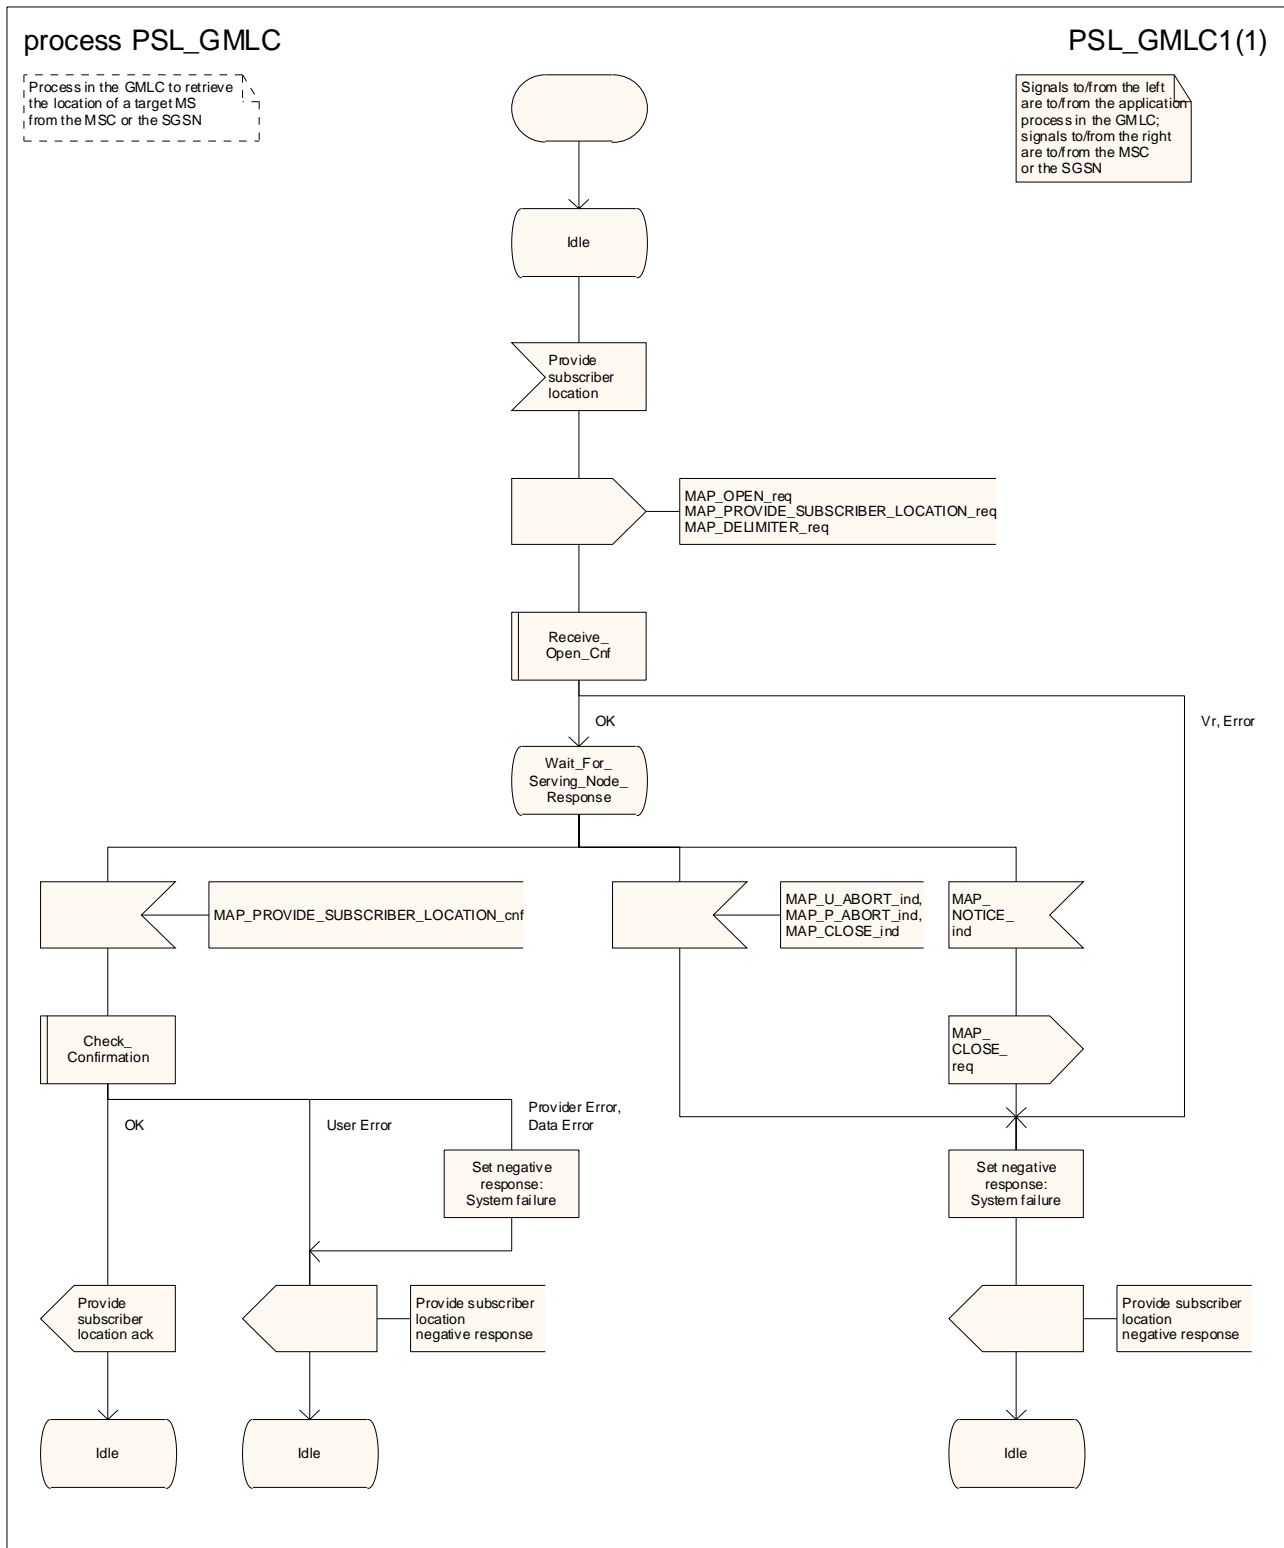 process PSL_GMLC
PSL_GMLC1(1)
Process in the GMLC to retrieve
the location of a target MS
from the MSC or the SGSN
Signals to/from the left
are to/from the application
process in the GMLC;
signals to/from the right
are to/from the MSC
or the SGSN
Idle
Provide
subscriber
location
MAP_OPEN_req
MAP_PROVIDE_SUBSCRIBER_LOCATION_req
MAP_DELIMITER_req
Receive_
Open_Cnf
OK
Vr, Error
Wait_For_
Serving_Node_
Response
MAP_PROVIDE_SUBSCRIBER_LOCATION_cnf
MAP_U_ABORT_ind,
MAP_P_ABORT_ind,
MAP_CLOSE_ind
MAP_
NOTICE_
ind
Check_
Confirmation
MAP_
CLOSE_
req
OK
User Error
Provider Error,
Data Error
Set negative
response:
System failure
Set negative
response:
System failure
Provide
subscriber
location ack
Provide subscriber
location
negative response
Provide subscriber
location
negative response
Idle
Idle
Idle